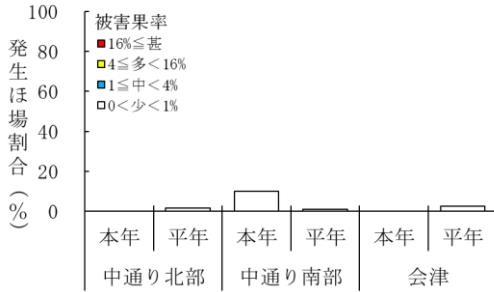 発生ほ場割合(%)
100
80
60
40
20
0
被害果率
16%≦甚
4≦多<16%
1≦中<4%
0<少<1%
本年 平年 本年 平年 本年 平年
中通り北部 中通り南部 会津